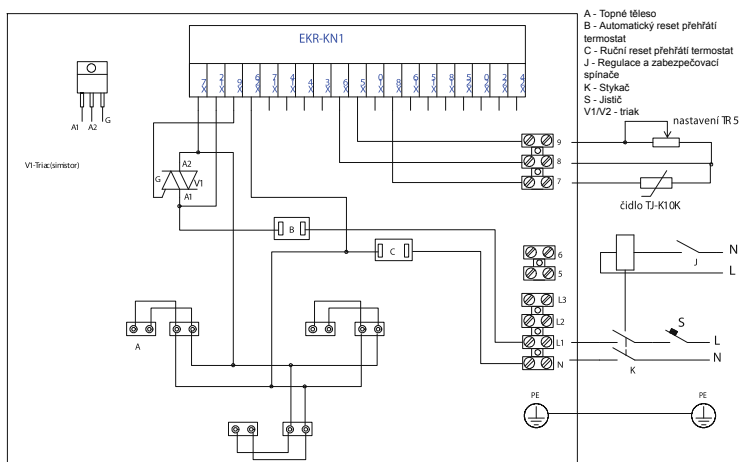 A - Topné těleso
B - Automatický reset přehřátí
termostat
C - Ruční reset přehřátí termostat
J - Regulace a zabezpečovací
spínače
K - Stykač
S - Jistič
V1/V2 - triak
EKR-KN1
A1 A2 G
V1-Triac(simistor)
G
A2
V1
A1
B
C
A
9
8
7
6
5
L3
L2
L1
N
nastavení TR 5
čidlo TJ-K10K
J
N
L
S
L
N
K
PE
PE